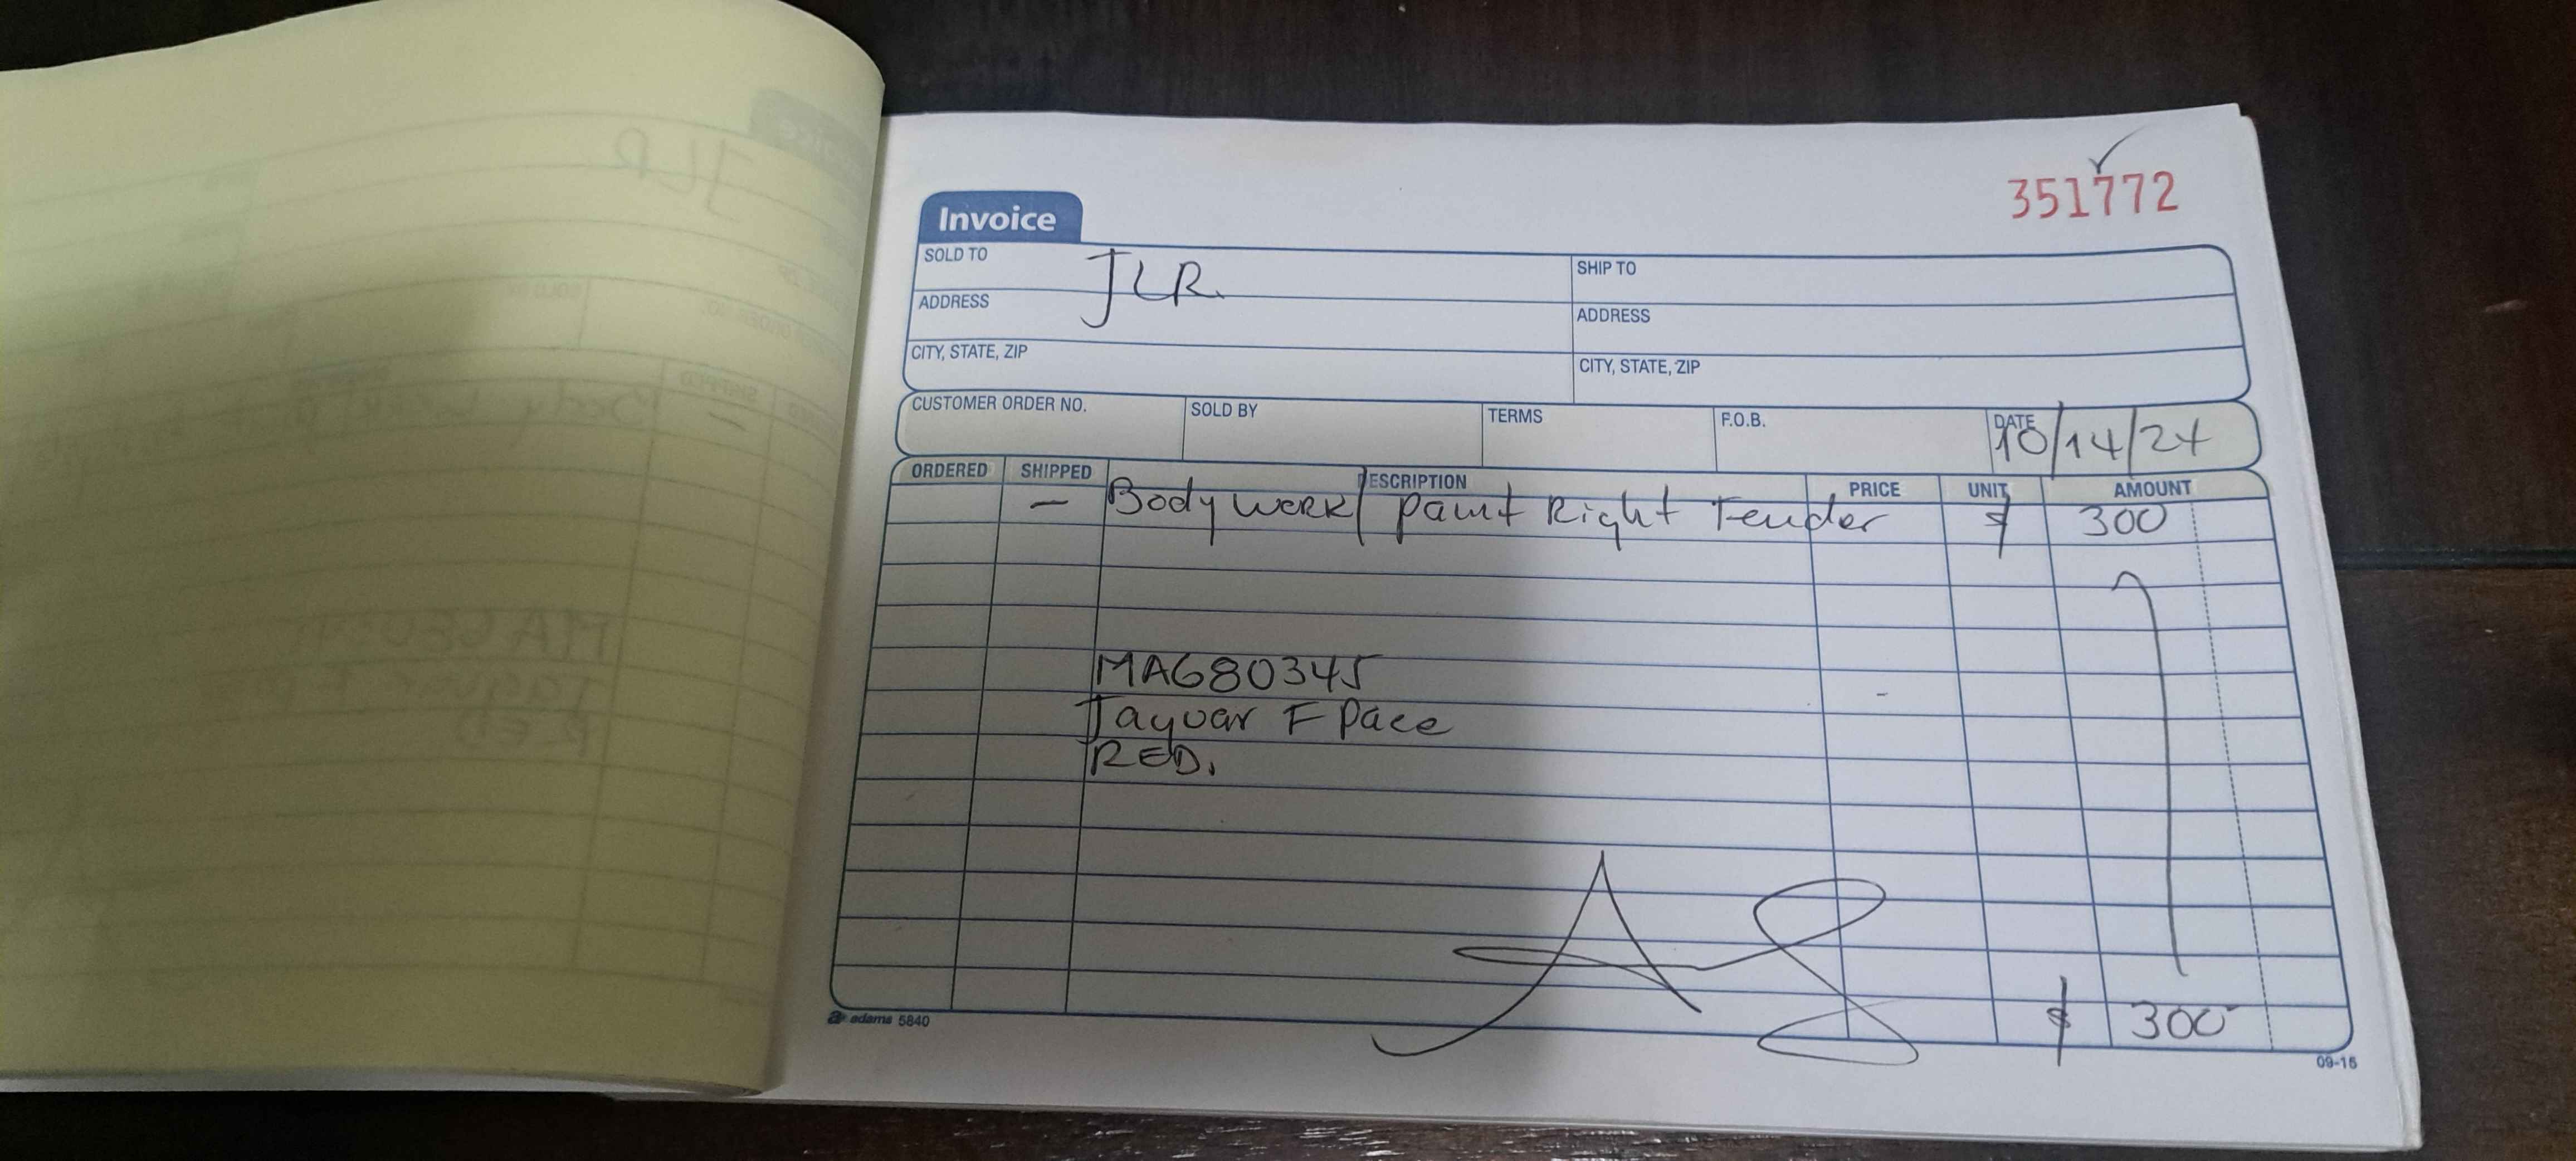 351772
Invoice
SOLD TO JLR.
SHIP TO
ADDRESS
ADDRESS
CITY, STATE, ZIP
CITY, STATE, ZIP
CUSTOMER ORDER NO. SOLD BY TERMS F.O.B. DATE 10/14/24
ORDERED SHIPPED DESCRIPTION PRICE UNIT AMOUNT
— Body work/ paint Right Fender $ 300
MA680345
Jaguar F Pace
RED.
$ 300
adams 5840
09-15